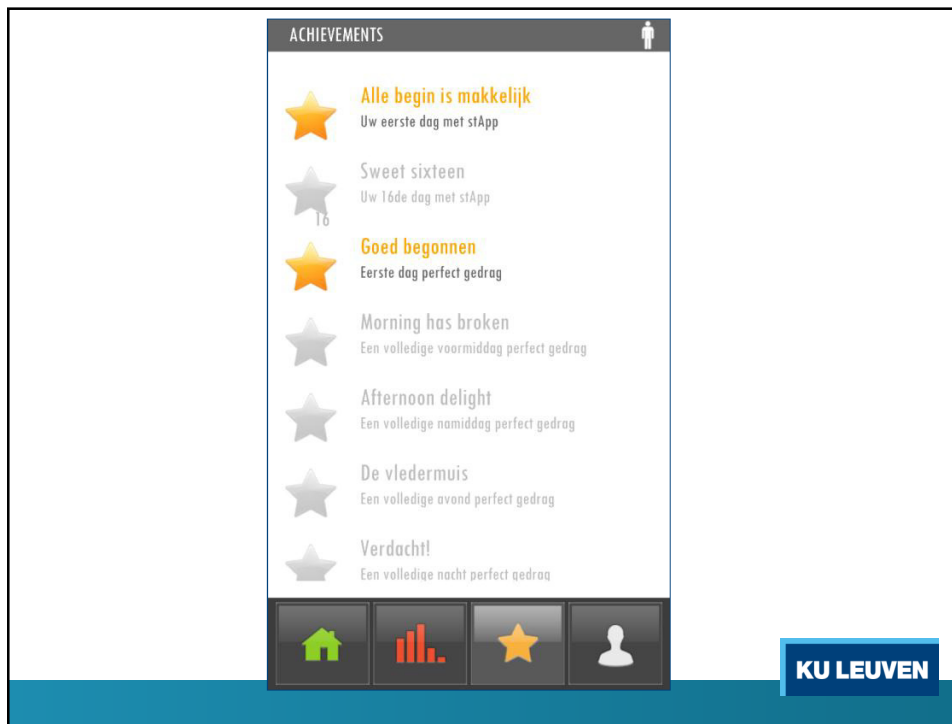 ACHIEVEMENTS
Alle begin is makkelijk
Uw eerste dag met stApp
Sweet sixteen
Uw 16de dag met stApp
16
Goed begonnen
Eerste dag perfect gedrag
Morning has broken
Een volledige voormiddag perfect gedrag
Afternoon delight
Een volledige namiddag perfect gedrag
De vledermuis
Een volledige avond perfect gedrag
Verdacht!
Een volledige nacht perfect gedrag
KU LEUVEN